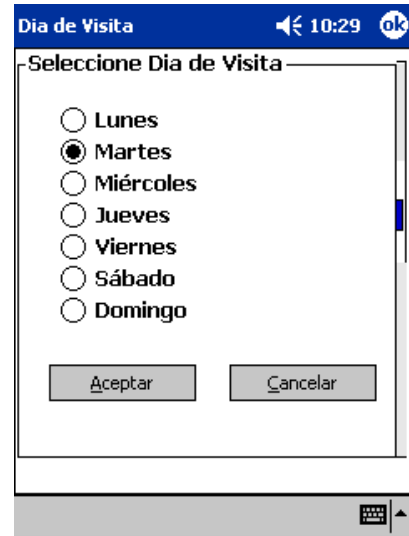 Dia de Visita 10:29 ok
Seleccione Dia de Visita
Lunes
Martes
Miércoles
Jueves
Viernes
Sábado
Domingo
Aceptar Cancelar